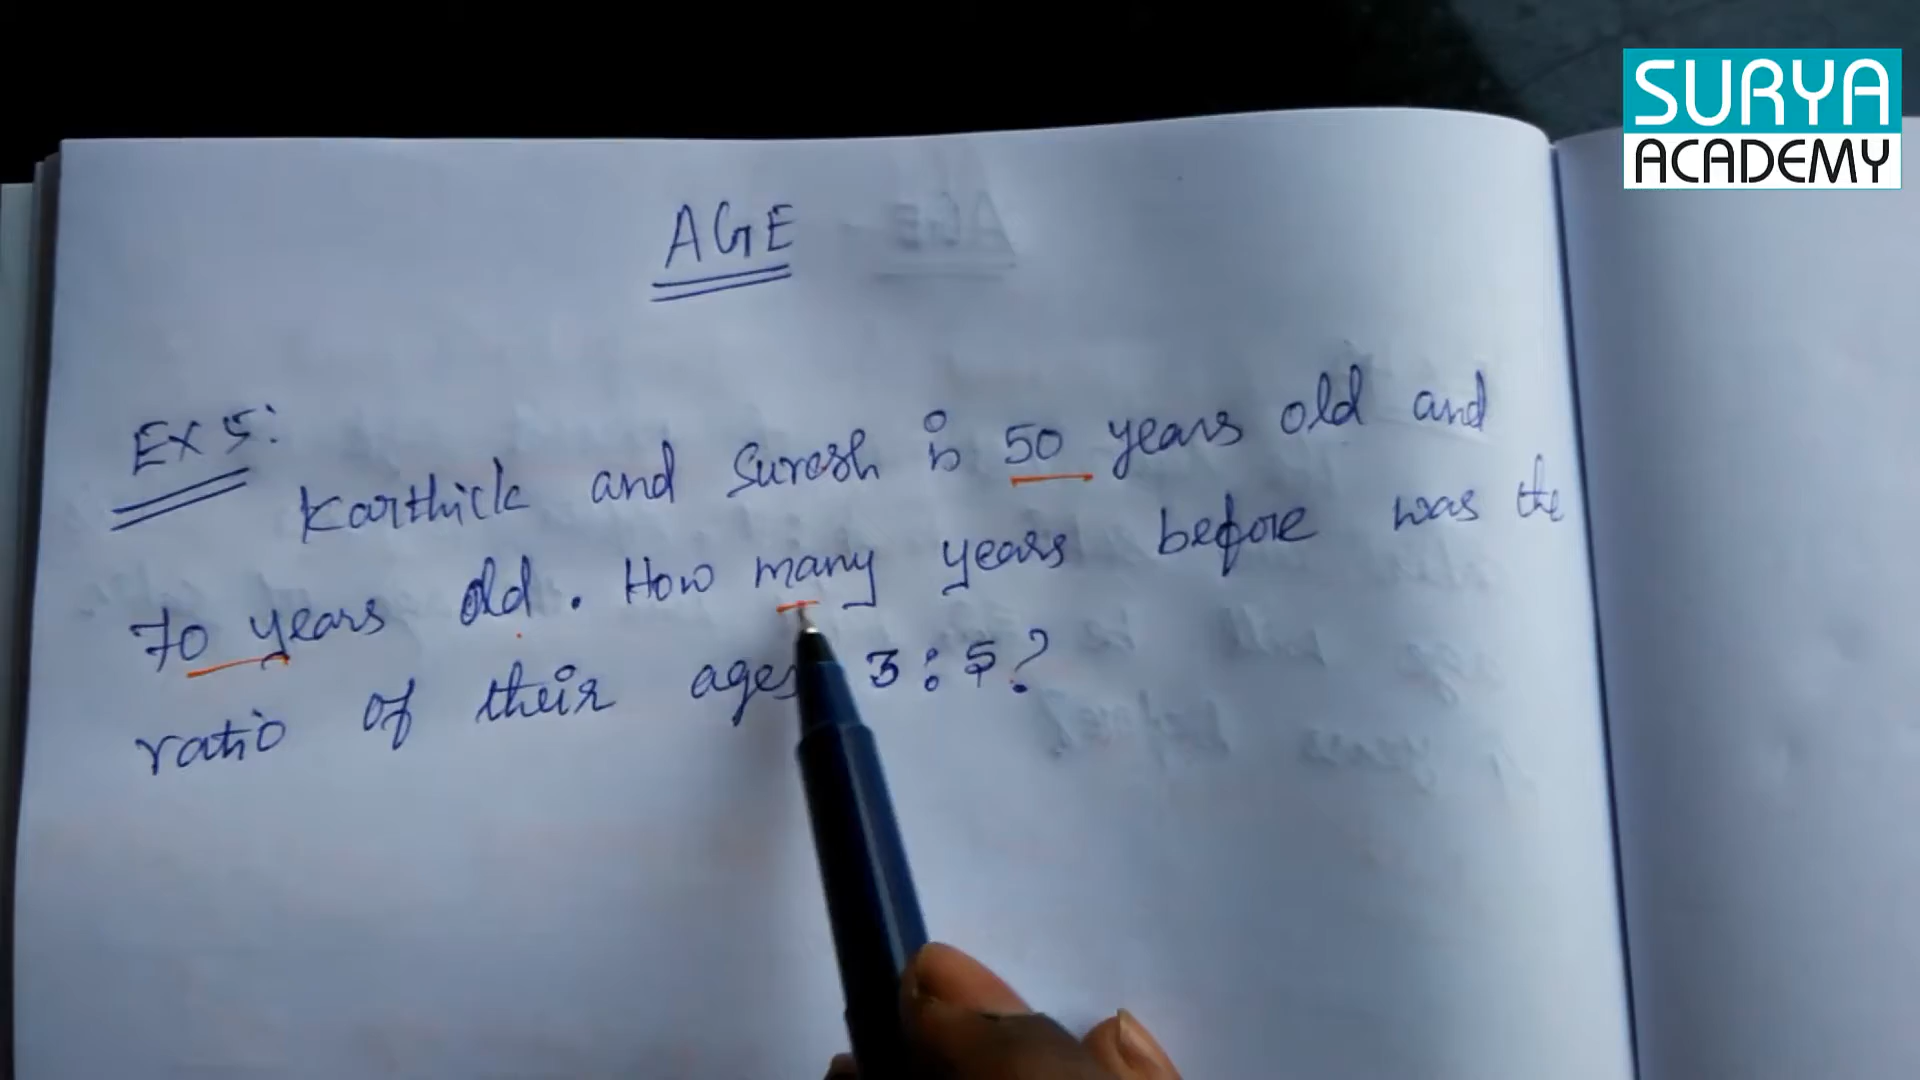 SURYA
ACADEMY
AGE
EX 5:
Karthick and Suresh is 50 years old and
70 years old. How many years before was the
ratio of their ages 3:5?